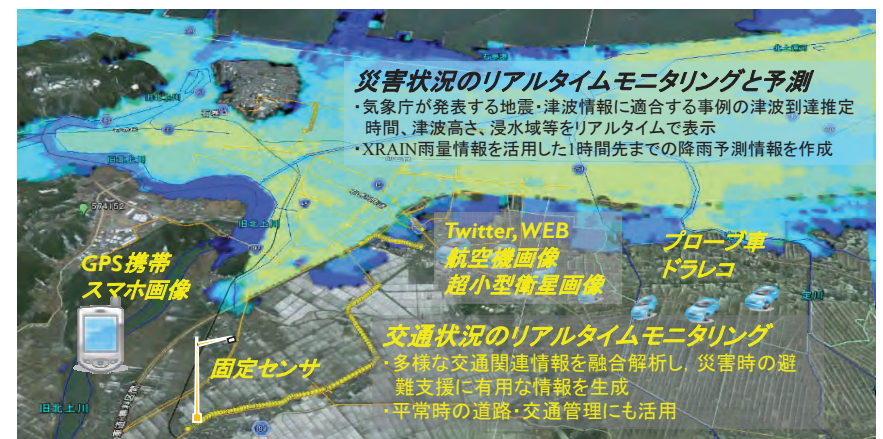 災害状況のリアルタイムモニタリングと予測
・気象庁が発表する地震・津波情報に適合する事例の津波到達推定
時間、津波高さ、浸水域等をリアルタイムで表示
・XRAIN雨量情報を活用した1時間先までの降雨予測情報を作成
旧北上川
旧北上川
574152
旧北上川
Twitter, WEB
航空機画像
超小型衛星画像
プローブ車
ドラレコ
GPS携帯
スマホ画像
定川
固定センサ
交通状況のリアルタイムモニタリング
・多様な交通関連情報を融合解析し，災害時の避
難支援に有用な情報を生成
・平常時の道路・交通管理にも活用
旧北上川